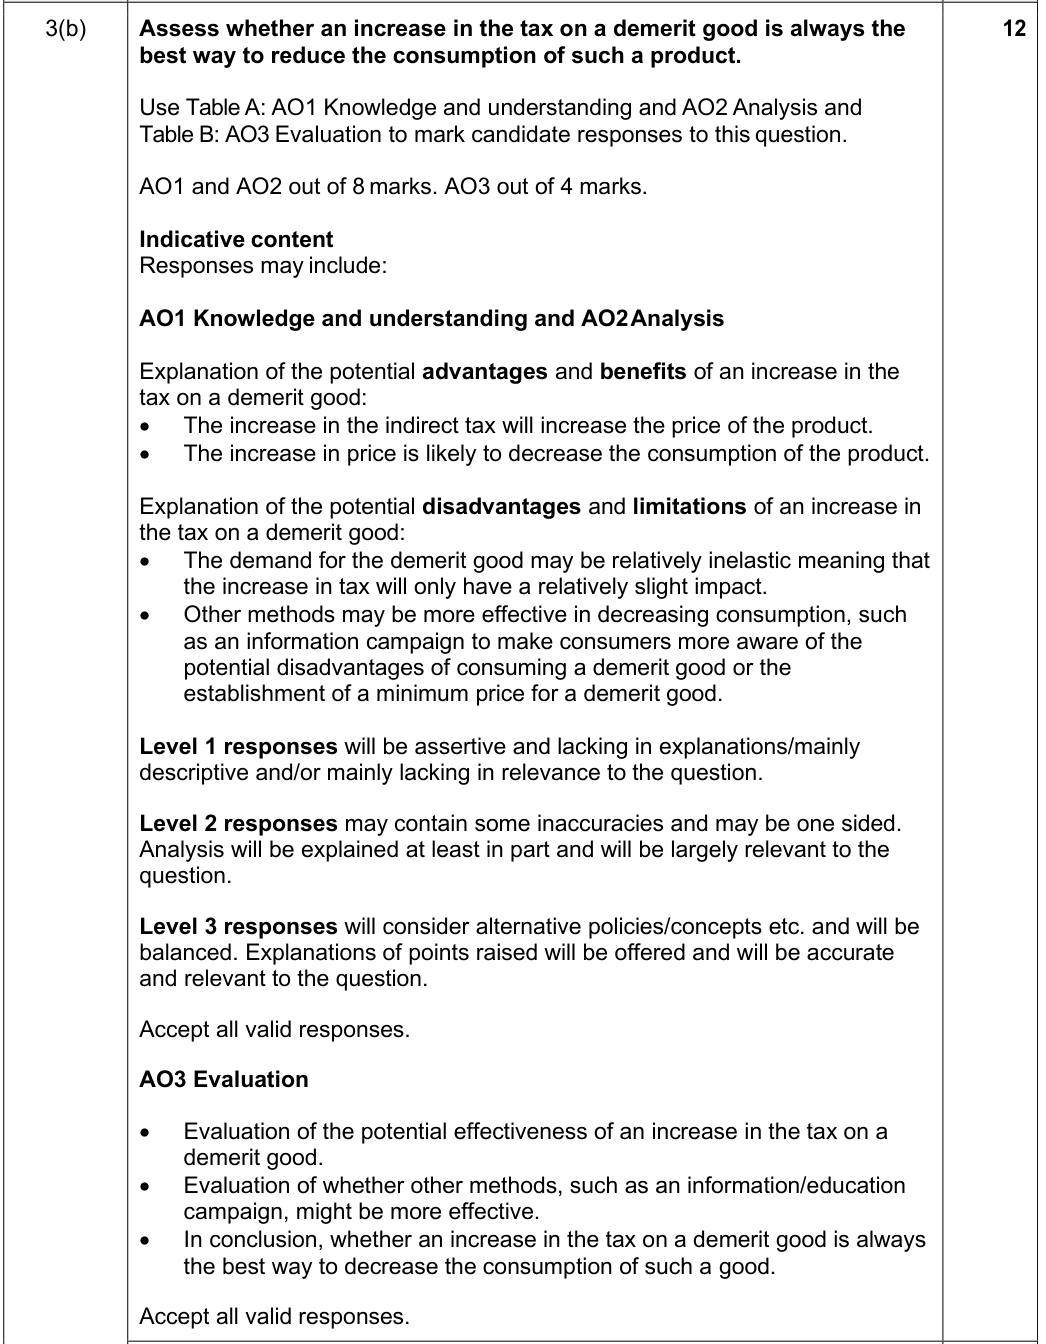 3(b)
Assess whether an increase in the tax on a demerit good is always the
best way to reduce the consumption of such a product.
12
Use Table A: AO1 Knowledge and understanding and AO2 Analysis and
Table B: AO3 Evaluation to mark candidate responses to this question.
AO1 and AO2 out of 8 marks. AO3 out of 4 marks.
Indicative content
Responses may include:
AO1 Knowledge and understanding and AO2 Analysis
Explanation of the potential advantages and benefits of an increase in the
tax on a demerit good:
• The increase in the indirect tax will increase the price of the product.
• The increase in price is likely to decrease the consumption of the product.
Explanation of the potential disadvantages and limitations of an increase in
the tax on a demerit good:
• The demand for the demerit good may be relatively inelastic meaning that
the increase in tax will only have a relatively slight impact.
• Other methods may be more effective in decreasing consumption, such
as an information campaign to make consumers more aware of the
potential disadvantages of consuming a demerit good or the
establishment of a minimum price for a demerit good.
Level 1 responses will be assertive and lacking in explanations/mainly
descriptive and/or mainly lacking in relevance to the question.
Level 2 responses may contain some inaccuracies and may be one sided.
Analysis will be explained at least in part and will be largely relevant to the
question.
Level 3 responses will consider alternative policies/concepts etc. and will be
balanced. Explanations of points raised will be offered and will be accurate
and relevant to the question.
Accept all valid responses.
AO3 Evaluation
• Evaluation of the potential effectiveness of an increase in the tax on a
demerit good.
• Evaluation of whether other methods, such as an information/education
campaign, might be more effective.
• In conclusion, whether an increase in the tax on a demerit good is always
the best way to decrease the consumption of such a good.
Accept all valid responses.